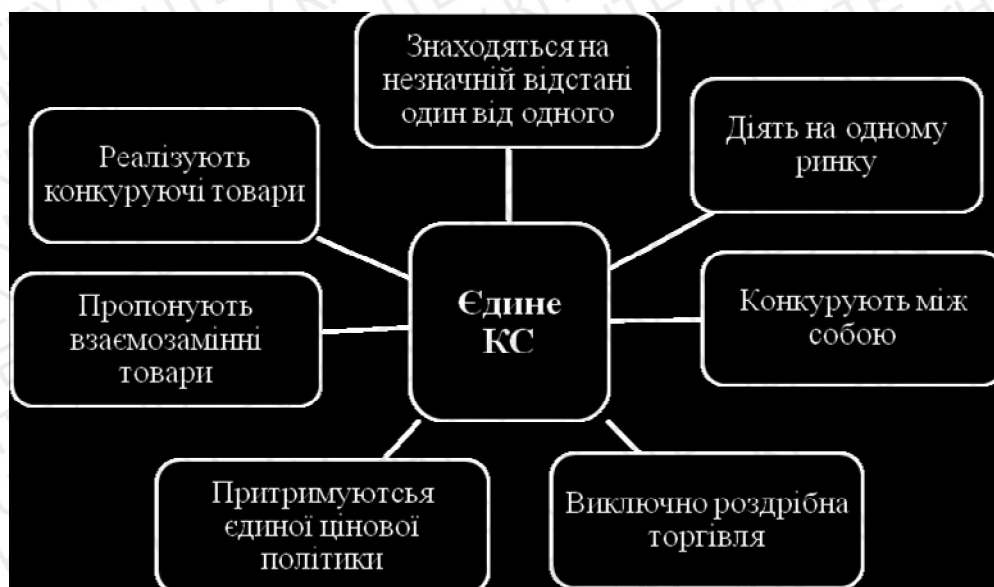 Знаходяться на
незначній відстані
один від одного
Реалізують
конкуруючі товари
Діять на одному
ринку
Пропонують
взаємозамінні
товари
Єдине
КС
Конкурують між
собою
Притримуютсья
єдиної цінової
політики
Виключно роздрібна
торгівля